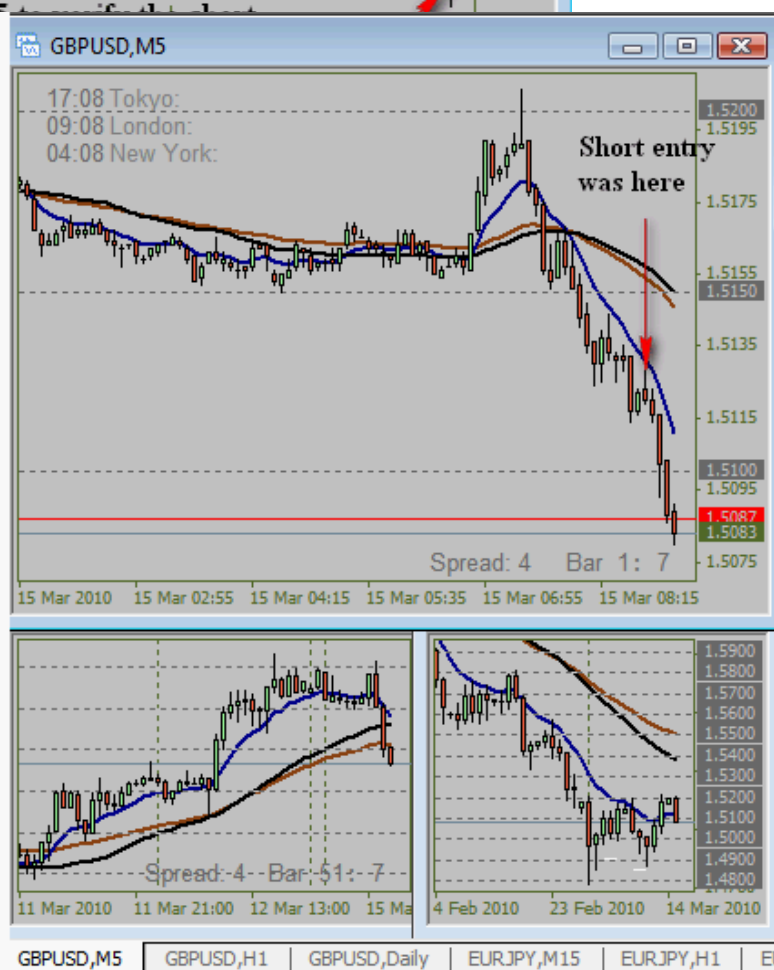 to verify the short
GBPUSD,M5
17:08 Tokyo:
09:08 London:
04:08 New York:
Short entry
was here
1.5200
1.5195
1.5175
1.5155
1.5150
1.5135
1.5115
1.5100
1.5095
1.5087
1.5083
1.5075
Spread: 4 Bar 1: 7
15 Mar 2010 15 Mar 02:55 15 Mar 04:15 15 Mar 05:35 15 Mar 06:55 15 Mar 08:15
Spread: 4 Bar 51: 7
11 Mar 2010 11 Mar 21:00 12 Mar 13:00 15 Ma
1.5900
1.5800
1.5700
1.5600
1.5500
1.5400
1.5300
1.5200
1.5100
1.5000
1.4900
1.4800
4 Feb 2010 23 Feb 2010 14 Mar 2010
GBPUSD,M5 GBPUSD,H1 GBPUSD,Daily EURJPY,M15 EURJPY,H1